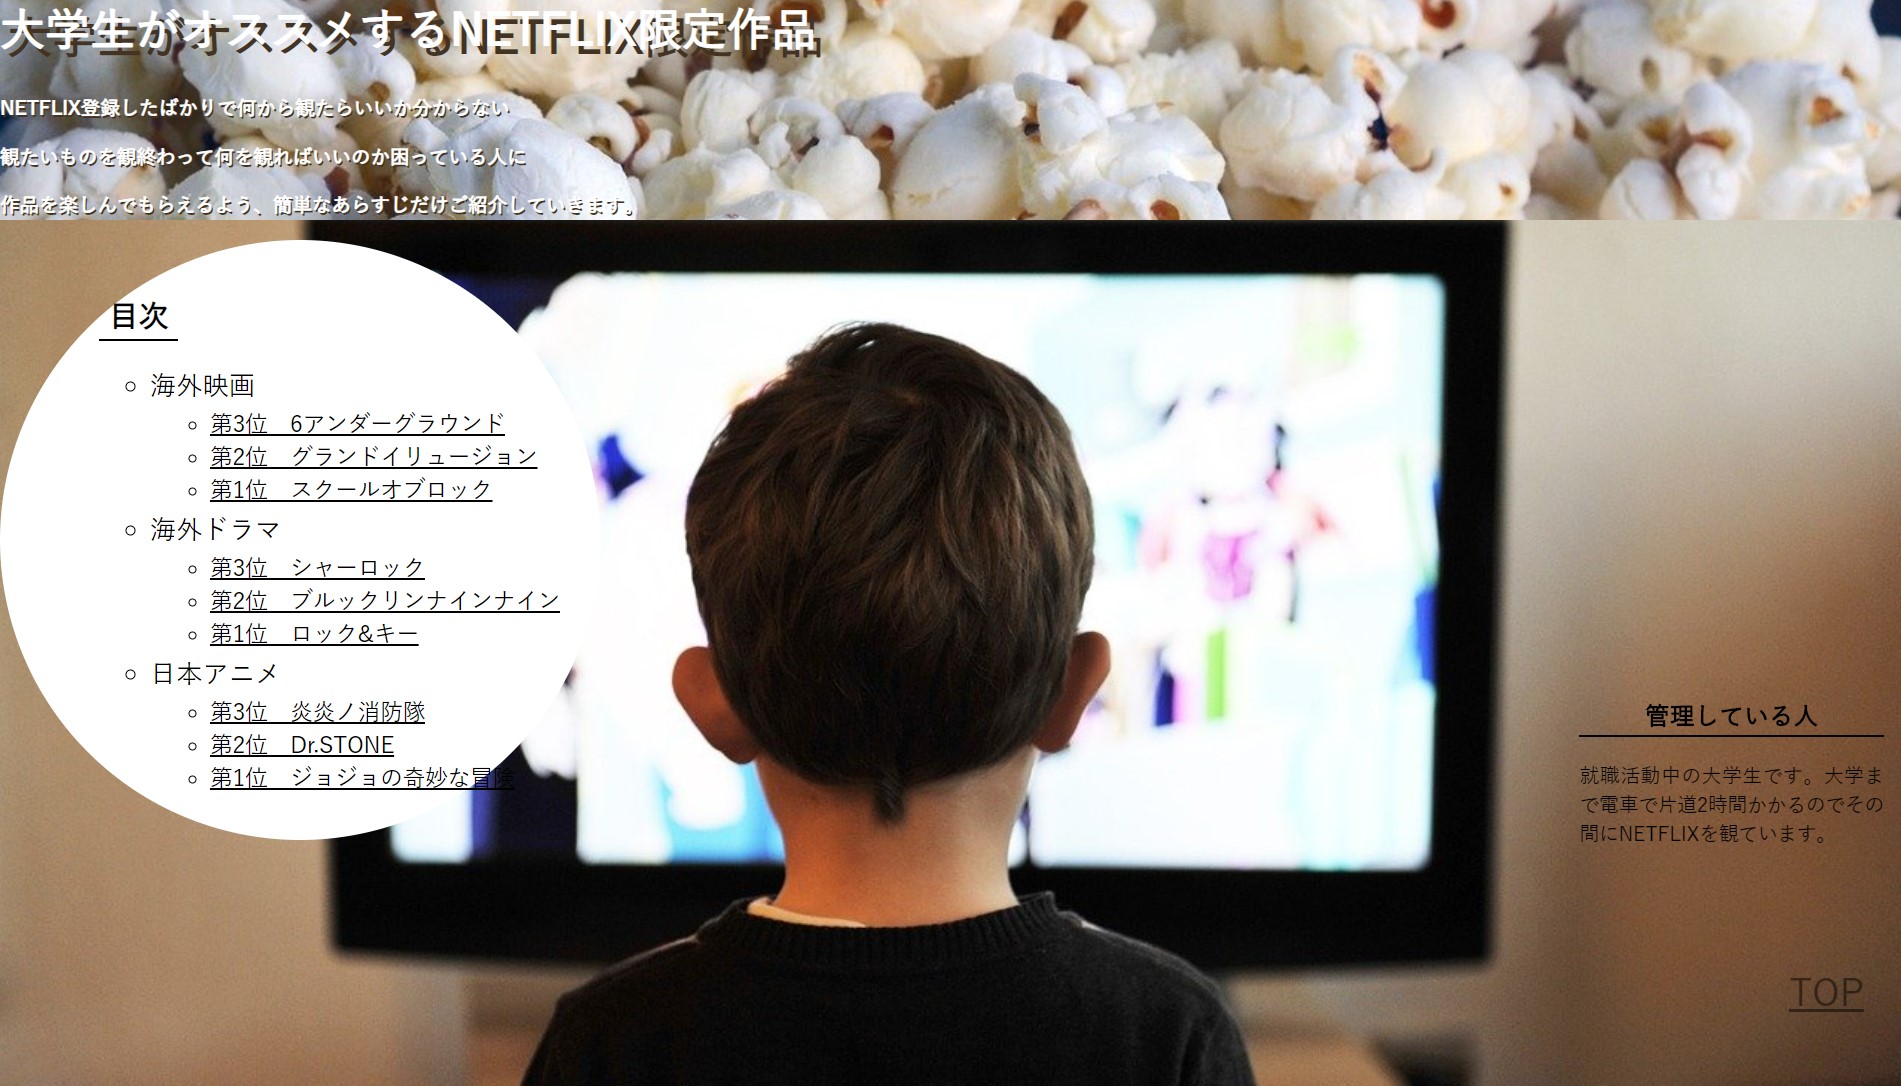 大学生がオススメするNETFLIX限定作品
NETFLIX登録したばかりで何から観たらいいか分からない
観たいものを観終わって何を観ればいいのか困っている人に
作品を楽しんでもらえるよう、簡単なあらすじだけご紹介していきます。
目次
海外映画
第3位　6アンダーグラウンド
第2位　グランドイリュージョン
第1位　スクールオブロック
海外ドラマ
第3位　シャーロック
第2位　ブルックリンナインナイン
第1位　ロック&キー
日本アニメ
第3位　炎炎ノ消防隊
第2位　Dr.STONE
第1位　ジョジョの奇妙な冒険
管理している人
就職活動中の大学生です。大学ま
で電車で片道2時間かかるのでその
間にNETFLIXを観ています。
TOP